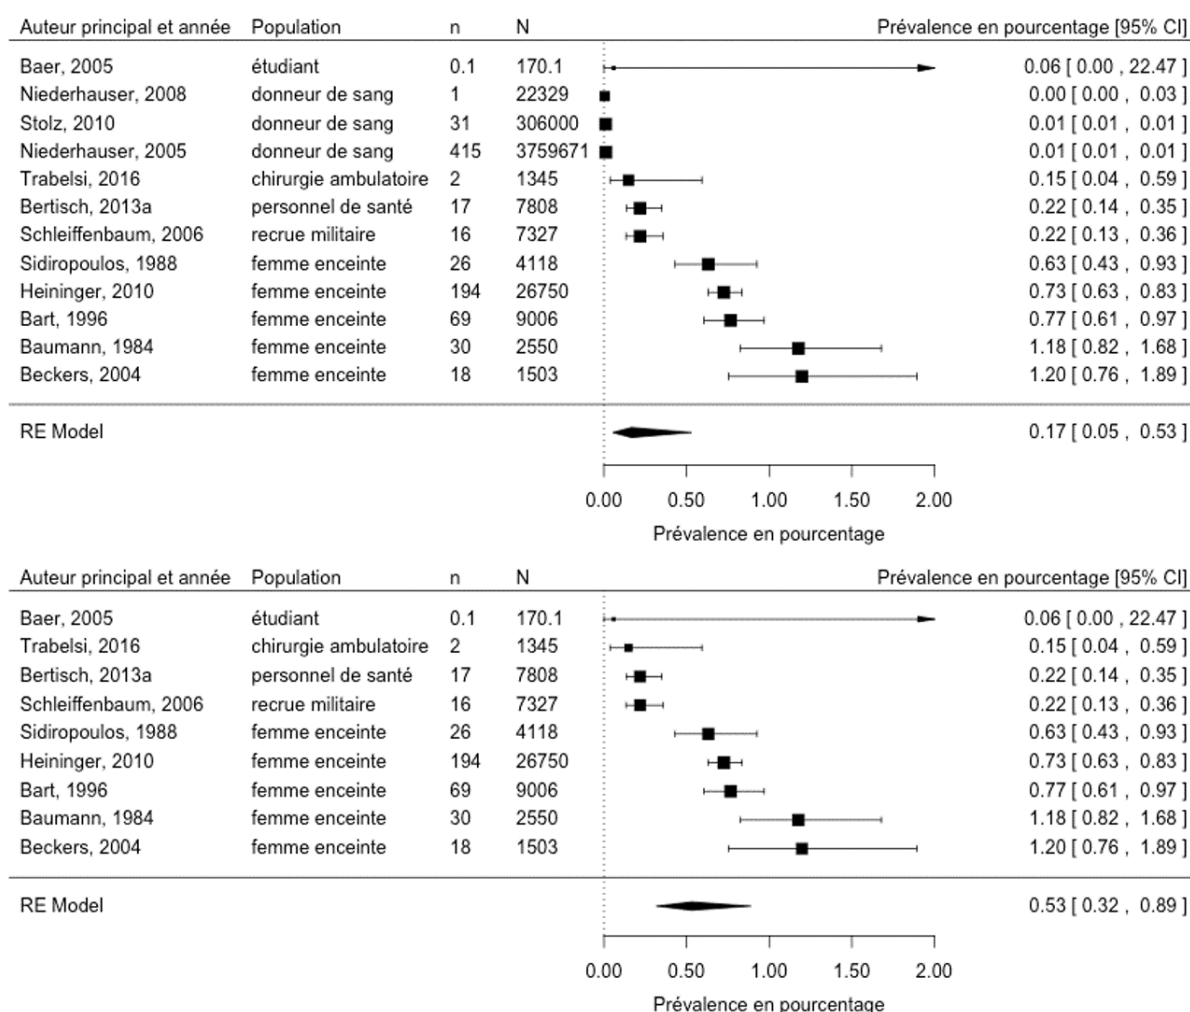 Auteur principal et année Population n N Prévalence en pourcentage [95% CI]
Baer, 2005 étudiant 0.1 170.1 0.06 [ 0.00 , 22.47 ]
Niederhauser, 2008 donneur de sang 1 22329 0.00 [ 0.00 , 0.03 ]
Stolz, 2010 donneur de sang 31 306000 0.01 [ 0.01 , 0.01 ]
Niederhauser, 2005 donneur de sang 415 3759671 0.01 [ 0.01 , 0.01 ]
Trabelsi, 2016 chirurgie ambulatoire 2 1345 0.15 [ 0.04 , 0.59 ]
Bertisch, 2013a personnel de santé 17 7808 0.22 [ 0.14 , 0.35 ]
Schleiffenbaum, 2006 recrue militaire 16 7327 0.22 [ 0.13 , 0.36 ]
Sidiropoulos, 1988 femme enceinte 26 4118 0.63 [ 0.43 , 0.93 ]
Heininger, 2010 femme enceinte 194 26750 0.73 [ 0.63 , 0.83 ]
Bart, 1996 femme enceinte 69 9006 0.77 [ 0.61 , 0.97 ]
Baumann, 1984 femme enceinte 30 2550 1.18 [ 0.82 , 1.68 ]
Beckers, 2004 femme enceinte 18 1503 1.20 [ 0.76 , 1.89 ]
RE Model 0.17 [ 0.05 , 0.53 ]
0.00 0.50 1.00 1.50 2.00
Prévalence en pourcentage
Auteur principal et année Population n N Prévalence en pourcentage [95% CI]
Baer, 2005 étudiant 0.1 170.1 0.06 [ 0.00 , 22.47 ]
Trabelsi, 2016 chirurgie ambulatoire 2 1345 0.15 [ 0.04 , 0.59 ]
Bertisch, 2013a personnel de santé 17 7808 0.22 [ 0.14 , 0.35 ]
Schleiffenbaum, 2006 recrue militaire 16 7327 0.22 [ 0.13 , 0.36 ]
Sidiropoulos, 1988 femme enceinte 26 4118 0.63 [ 0.43 , 0.93 ]
Heininger, 2010 femme enceinte 194 26750 0.73 [ 0.63 , 0.83 ]
Bart, 1996 femme enceinte 69 9006 0.77 [ 0.61 , 0.97 ]
Baumann, 1984 femme enceinte 30 2550 1.18 [ 0.82 , 1.68 ]
Beckers, 2004 femme enceinte 18 1503 1.20 [ 0.76 , 1.89 ]
RE Model 0.53 [ 0.32 , 0.89 ]
0.00 0.50 1.00 1.50 2.00
Prévalence en pourcentage